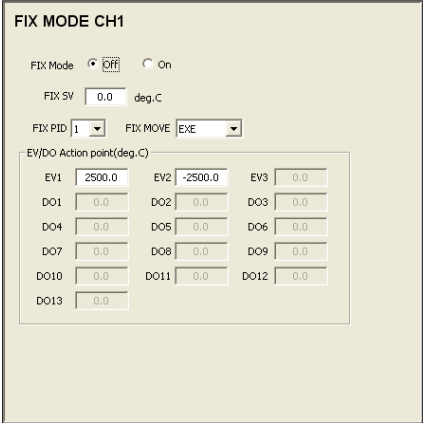 FIX MODE CH1
FIX Mode Off On
FIX SV 0.0 deg.C
FIX PID 1 FIX MOVE EXE
EV/DO Action point(deg.C)
EV1 2500.0 EV2 -2500.0 EV3 0.0
DO1 0.0 DO2 0.0 DO3 0.0
DO4 0.0 DO5 0.0 DO6 0.0
DO7 0.0 DO8 0.0 DO9 0.0
DO10 0.0 DO11 0.0 DO12 0.0
DO13 0.0